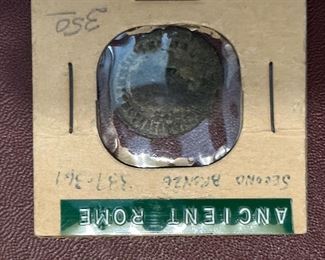 ANCIENT ROME
SECOND BRONZE 337-361
350